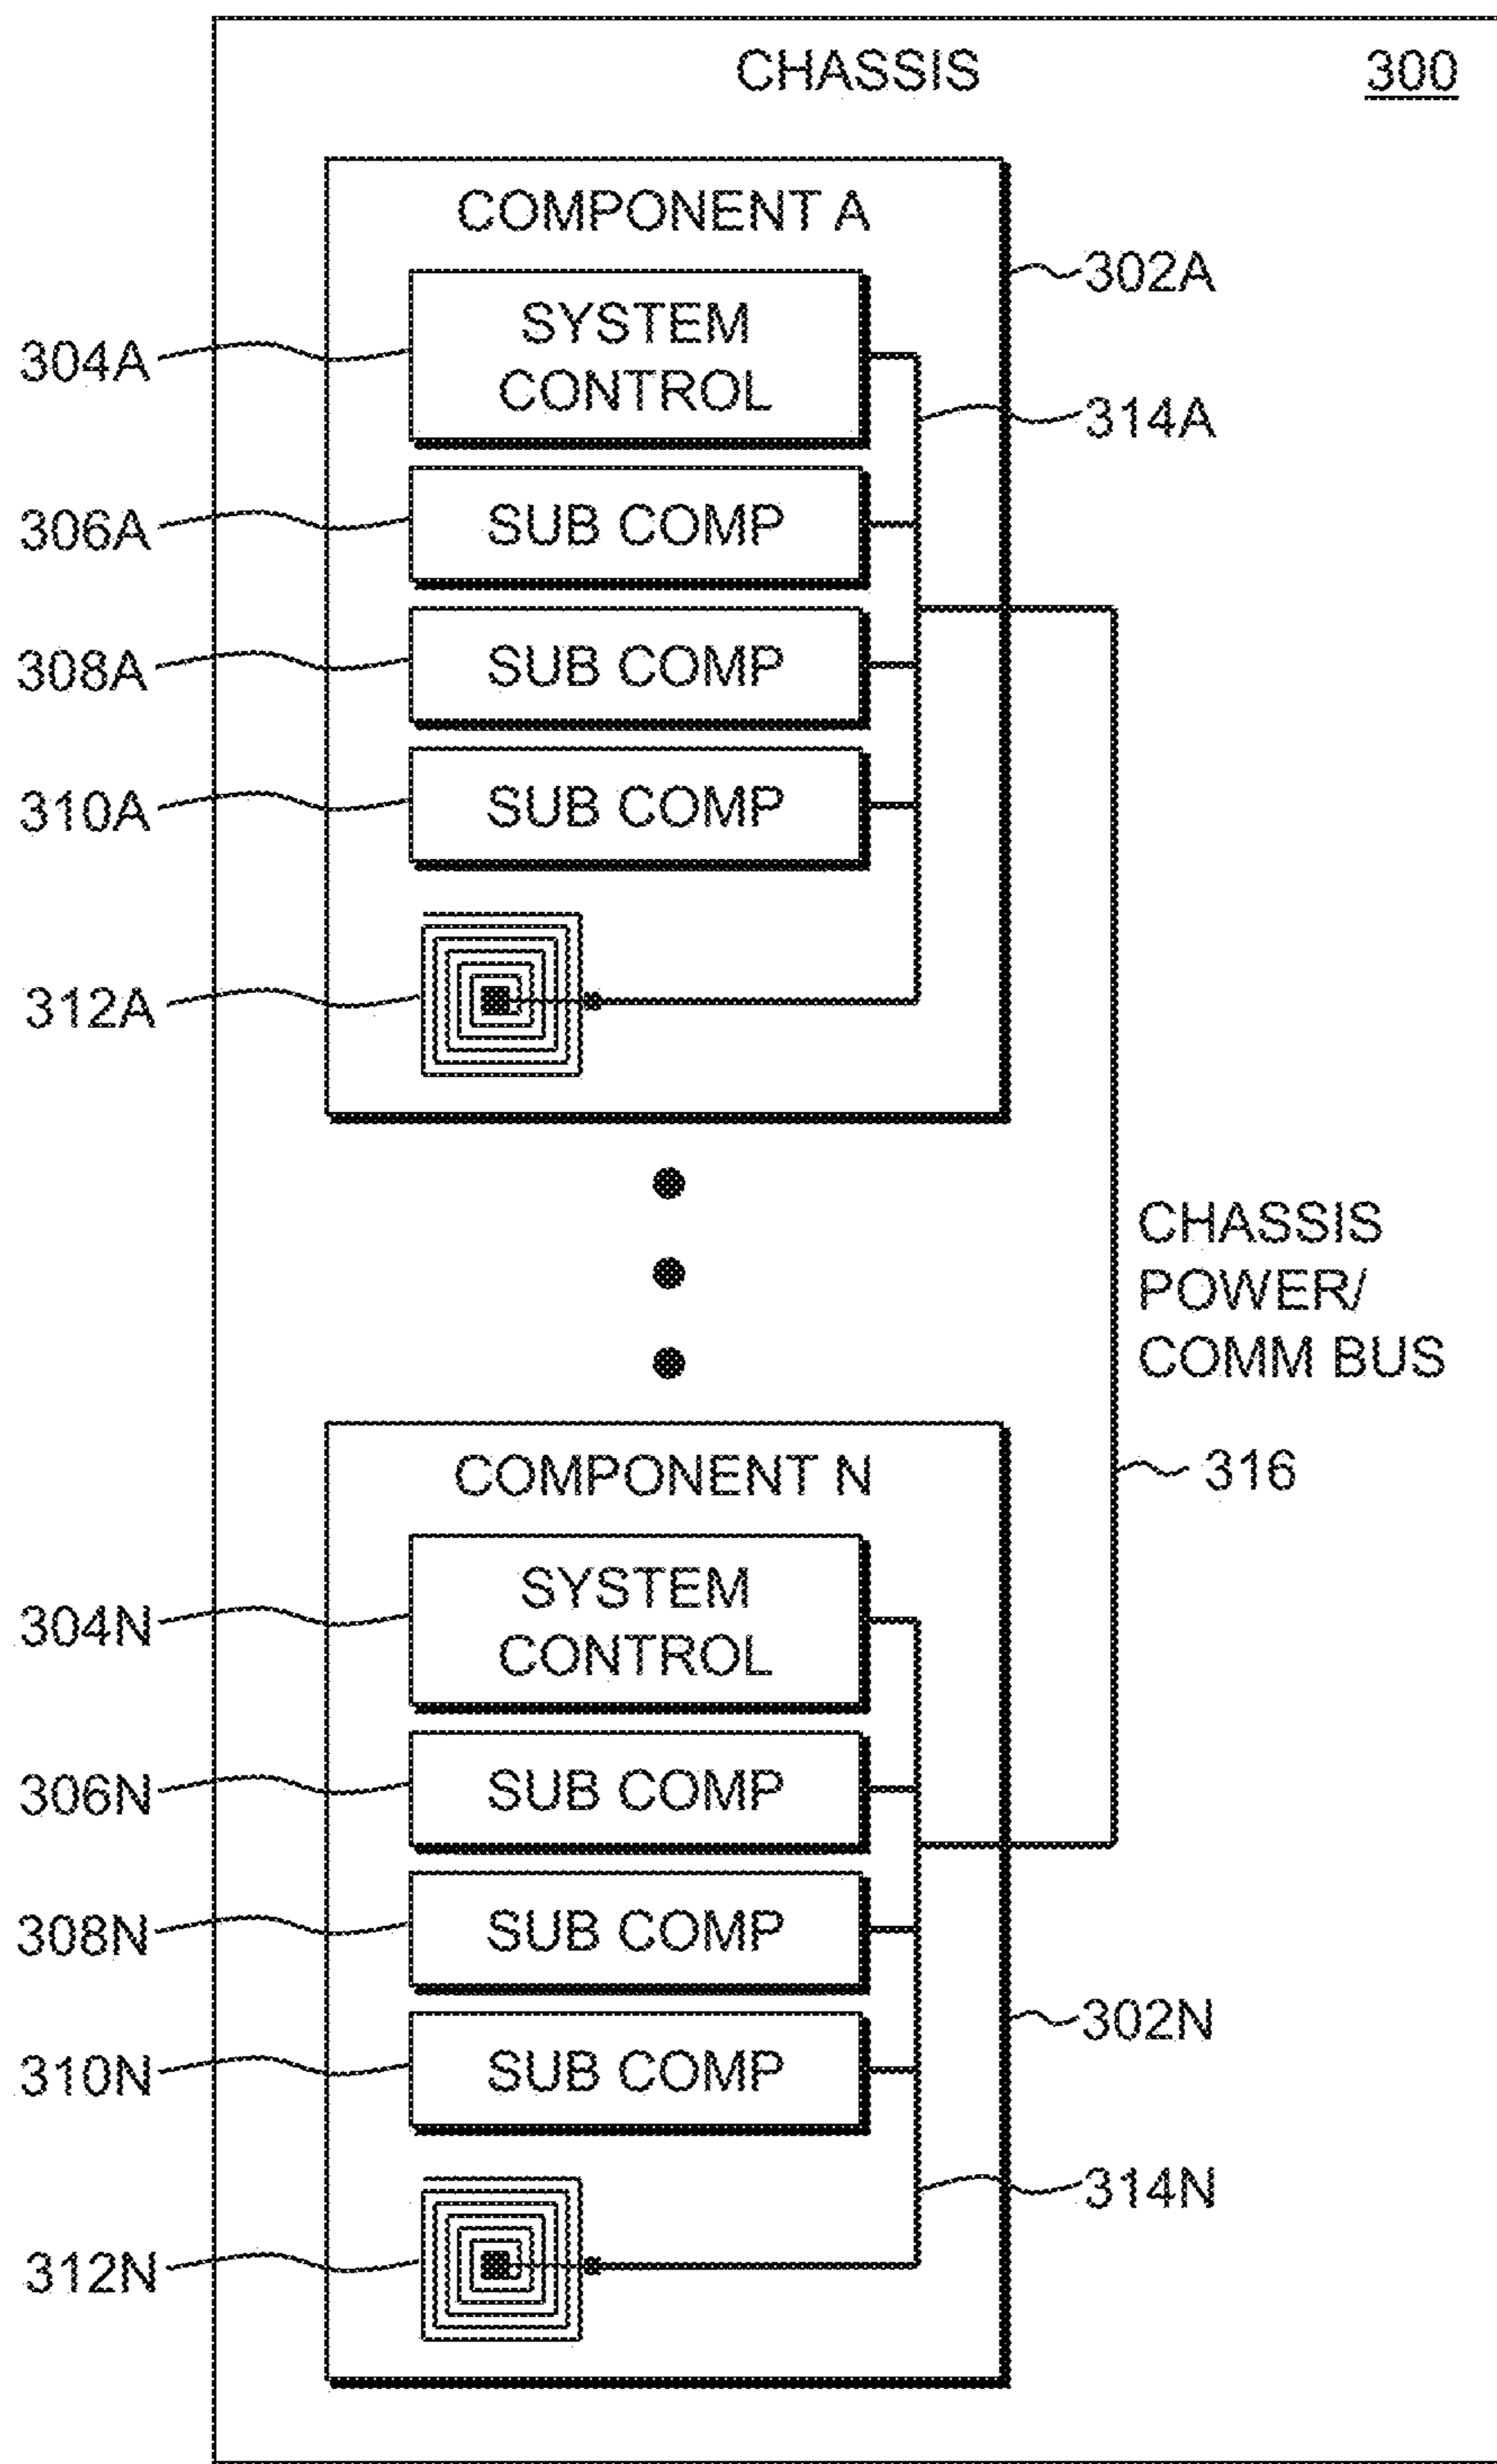 CHASSIS
300
COMPONENT A
302A
SYSTEM
CONTROL
304A
314A
SUB COMP
306A
SUB COMP
308A
SUB COMP
310A
312A
CHASSIS
POWER/
COMM BUS
COMPONENT N
316
SYSTEM
CONTROL
304N
SUB COMP
306N
SUB COMP
308N
302N
SUB COMP
310N
314N
312N